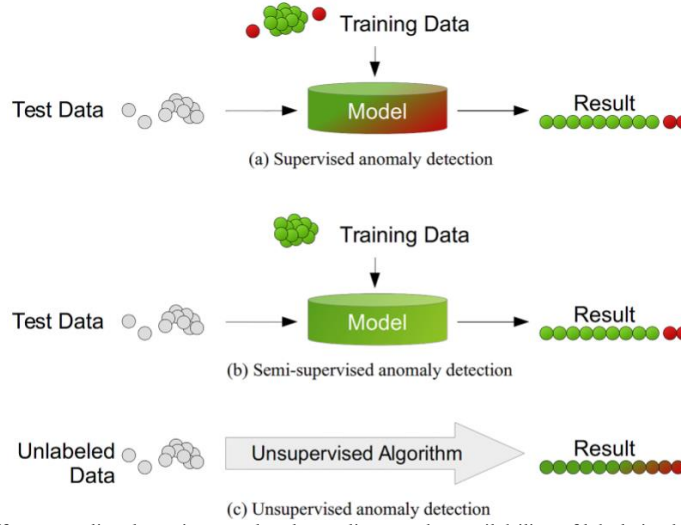 Training Data
Test Data
Model
Result
(a) Supervised anomaly detection
Training Data
Test Data
Model
Result
(b) Semi-supervised anomaly detection
Unlabeled
Data
Unsupervised Algorithm
Result
(c) Unsupervised anomaly detection